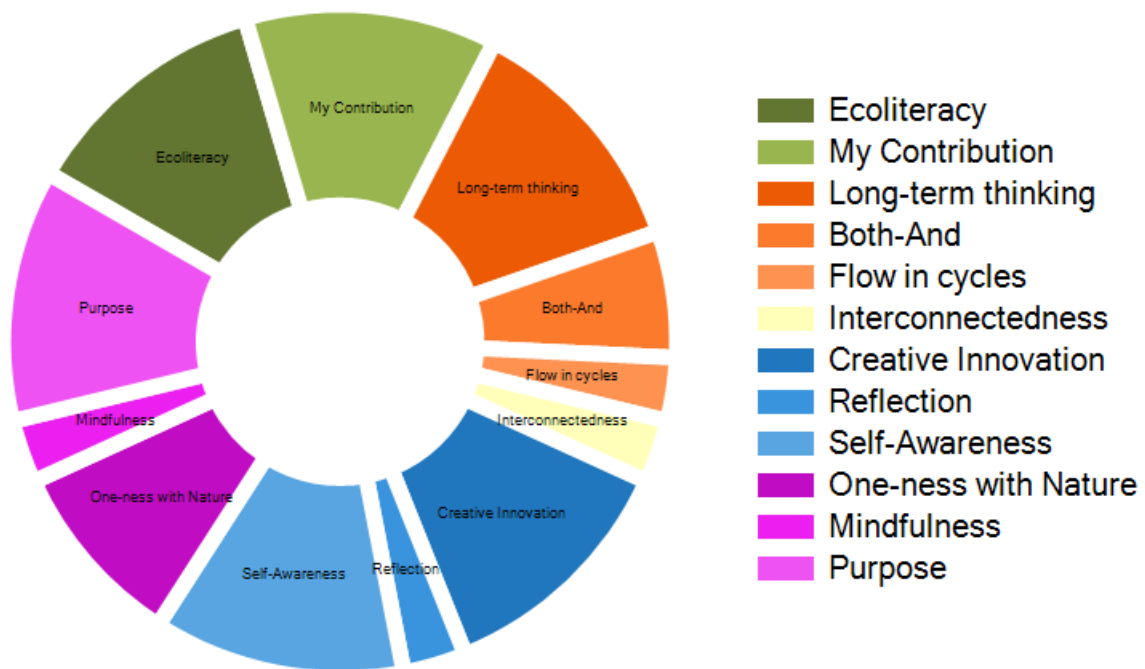 My Contribution
Ecoliteracy
Long-term thinking
Purpose
Both-And
Flow in cycles
Mindfulness
Interconnectedness
One-ness with Nature
Creative Innovation
Self-Awareness
Reflection
Ecoliteracy
My Contribution
Long-term thinking
Both-And
Flow in cycles
Interconnectedness
Creative Innovation
Reflection
Self-Awareness
One-ness with Nature
Mindfulness
Purpose